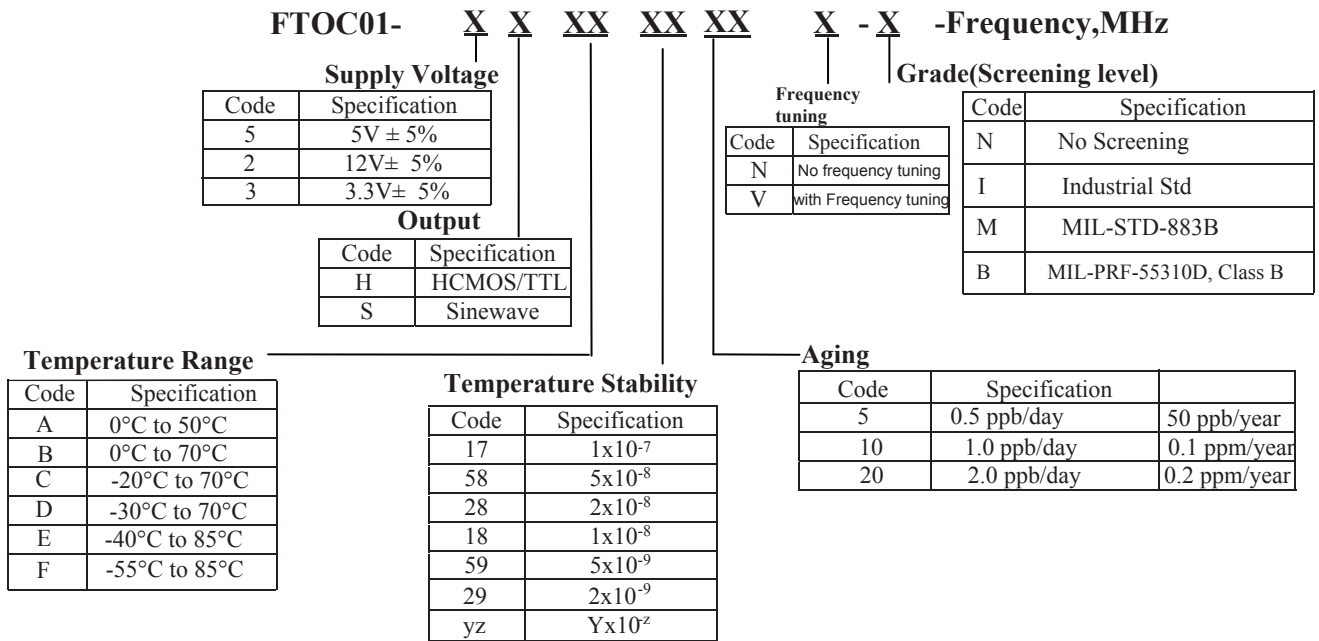 FTOC01- X X XX XX XX X - X -Frequency,MHz
Supply Voltage
Code Specification
5 5V ± 5%
2 12V± 5%
3 3.3V± 5%
Output
Code Specification
H HCMOS/TTL
S Sinewave
Frequency
tuning
Code Specification
N No frequency tuning
V with Frequency tuning
Grade(Screening level)
Code Specification
N No Screening
I Industrial Std
M MIL-STD-883B
B MIL-PRF-55310D, Class B
Temperature Range
Code Specification
A 0°C to 50°C
B 0°C to 70°C
C -20°C to 70°C
D -30°C to 70°C
E -40°C to 85°C
F -55°C to 85°C
Temperature Stability
Code Specification
17 1x10⁻⁷
58 5x10⁻⁸
28 2x10⁻⁸
18 1x10⁻⁸
59 5x10⁻⁹
29 2x10⁻⁹
yz Yx10⁻ᶻ
Aging
Code Specification
5 0.5 ppb/day 50 ppb/year
10 1.0 ppb/day 0.1 ppm/year
20 2.0 ppb/day 0.2 ppm/year